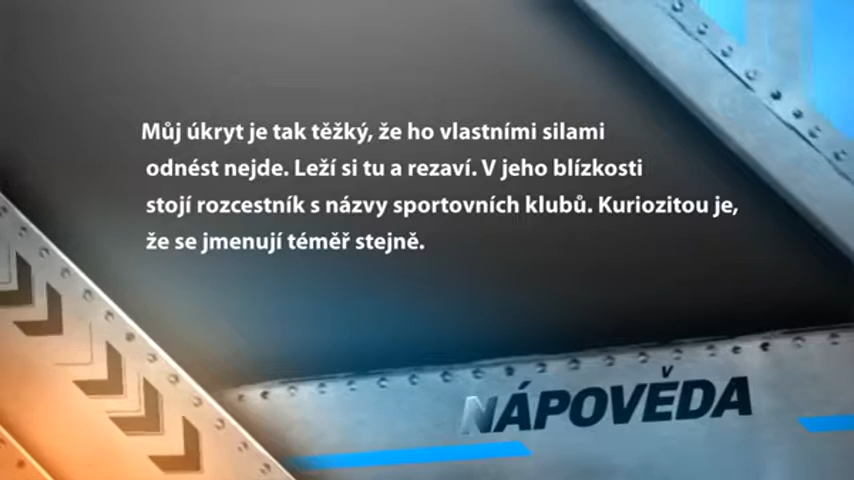 Můj úkryt je tak těžký, že ho vlastními silami
odnést nejde. Leží si tu a rezaví. V jeho blízkosti
stojí rozcestník s názvy sportovních klubů. Kuriozitou je,
že se jmenují téměř stejně.
NÁPOVĚDA